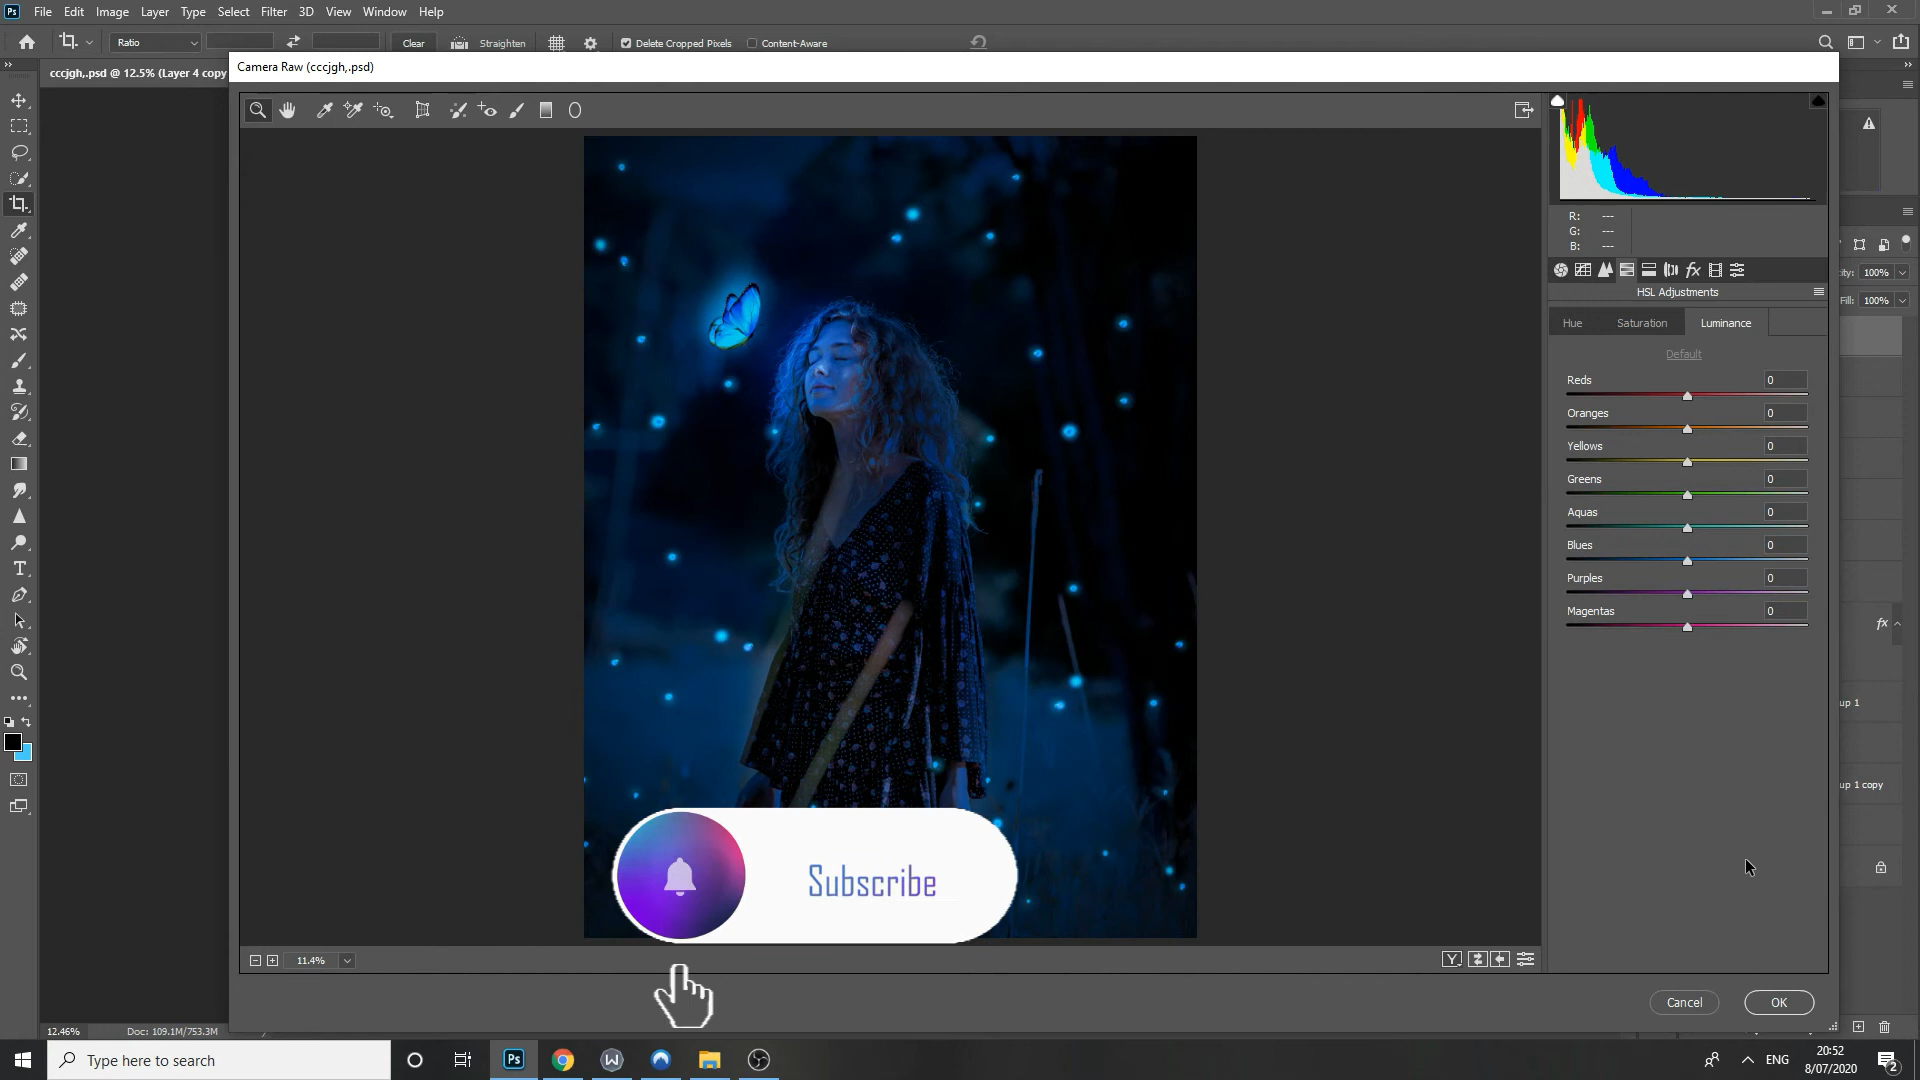 Ps File Edit Image Layer Type Select Filter 3D View Window Help
Ratio Clear Straighten Delete Cropped Pixels Content-Aware
cccjgh,.psd @ 12.5% (Layer 4 copy
Camera Raw (cccjgh,.psd)
R: ---
G: ---
B: ---
fx
HSL Adjustments
Hue Saturation Luminance
Default
Reds 0
Oranges 0
Yellows 0
Greens 0
Aquas 0
Blues 0
Purples 0
Magentas 0
100%
Fill: 100%
fx
up 1
up 1 copy
T
Subscribe
11.4%
Y
Cancel OK
12.46% Doc: 109.1M/753.3M
Type here to search
Ps
W
ENG
20:52
8/07/2020
2